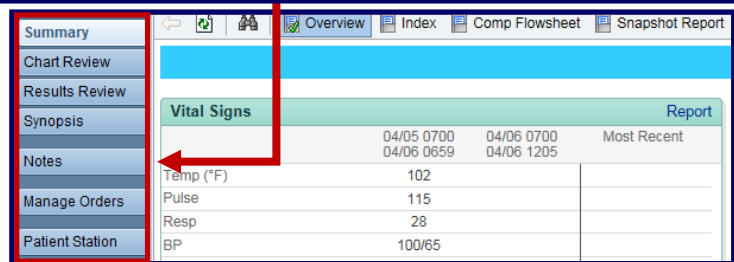 Summary
Chart Review
Results Review
Synopsis
Notes
Manage Orders
Patient Station
Overview Index Comp Flowsheet Snapshot Report
Vital Signs Report
04/05 0700 04/06 0700 Most Recent
04/06 0659 04/06 1205
Temp (°F) 102
Pulse 115
Resp 28
BP 100/65